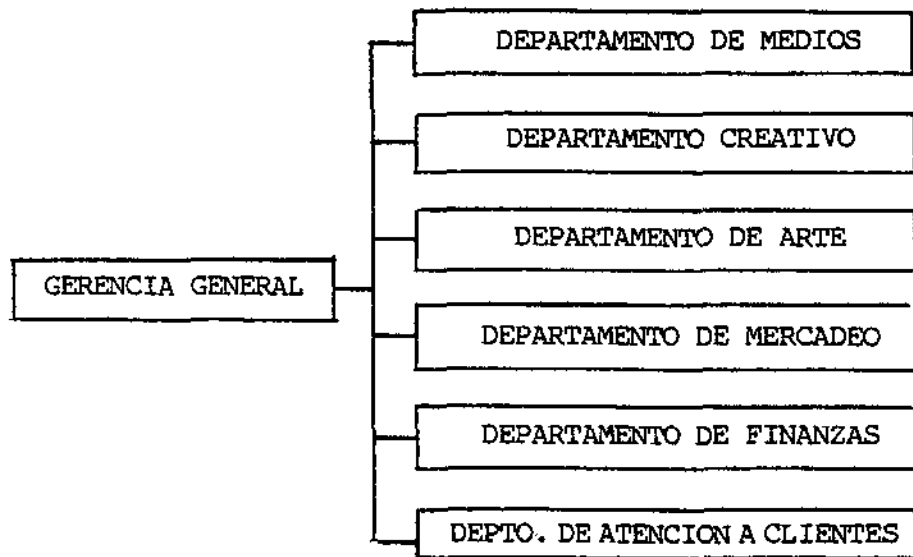 DEPARTAMENTO DE MEDIOS
DEPARTAMENTO CREATIVO
DEPARTAMENTO DE ARTE
GERENCIA GENERAL
DEPARTAMENTO DE MERCADEO
DEPARTAMENTO DE FINANZAS
DEPTO. DE ATENCION A CLIENTES